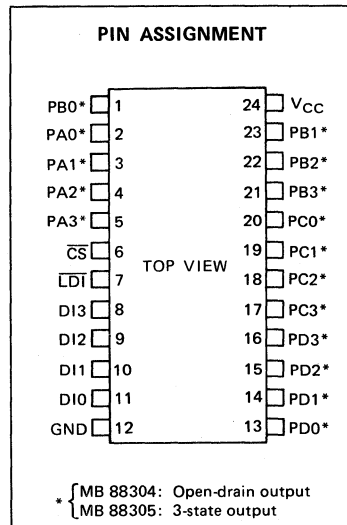 PIN ASSIGNMENT
PB0* 1 24 VCC
PA0* 2 23 PB1*
PA1* 3 22 PB2*
PA2* 4 21 PB3*
PA3* 5 20 PC0*
C̅S̅ 6 19 PC1*
TOP VIEW
L̅D̅I̅ 7 18 PC2*
DI3 8 17 PC3*
DI2 9 16 PD3*
DI1 10 15 PD2*
DI0 11 14 PD1*
GND 12 13 PD0*
* { MB 88304: Open-drain output
MB 88305: 3-state output